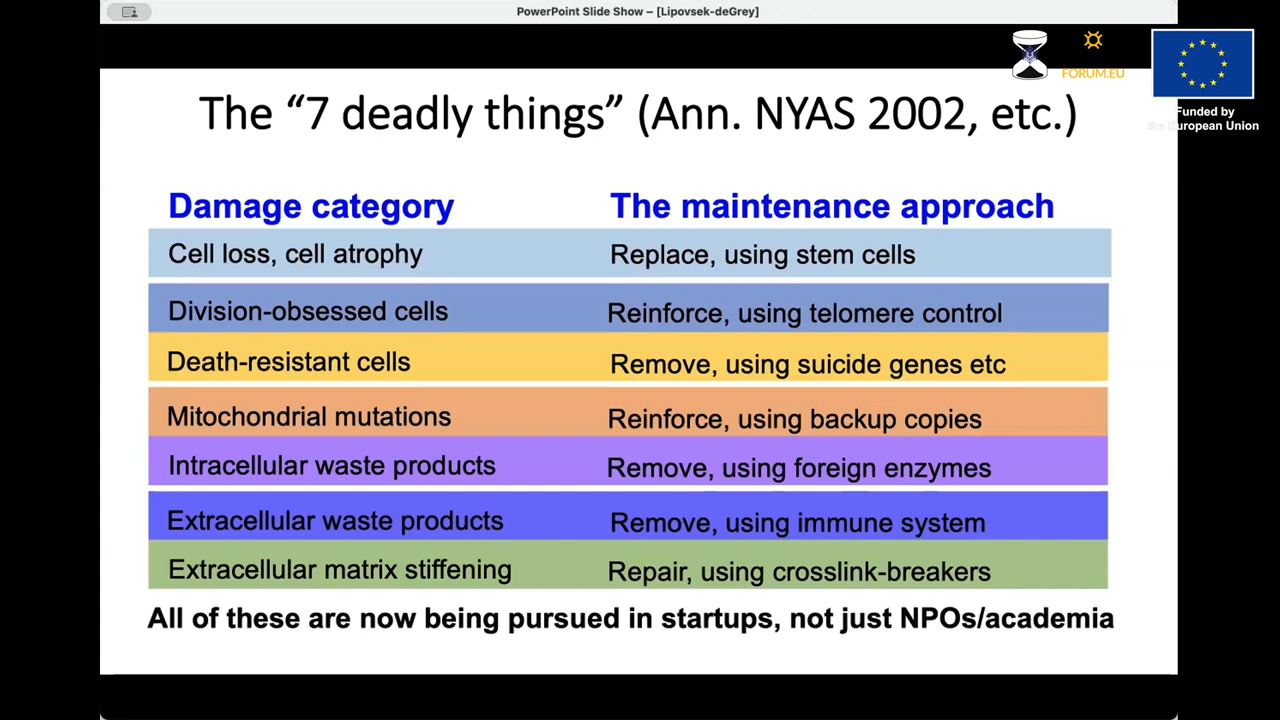 PowerPoint Slide Show – [Lipovsek-deGrey]
FORUM.EU
Funded by
the European Union
The “7 deadly things” (Ann. NYAS 2002, etc.)
Damage category The maintenance approach
Cell loss, cell atrophy Replace, using stem cells
Division-obsessed cells Reinforce, using telomere control
Death-resistant cells Remove, using suicide genes etc
Mitochondrial mutations Reinforce, using backup copies
Intracellular waste products Remove, using foreign enzymes
Extracellular waste products Remove, using immune system
Extracellular matrix stiffening Repair, using crosslink-breakers
All of these are now being pursued in startups, not just NPOs/academia